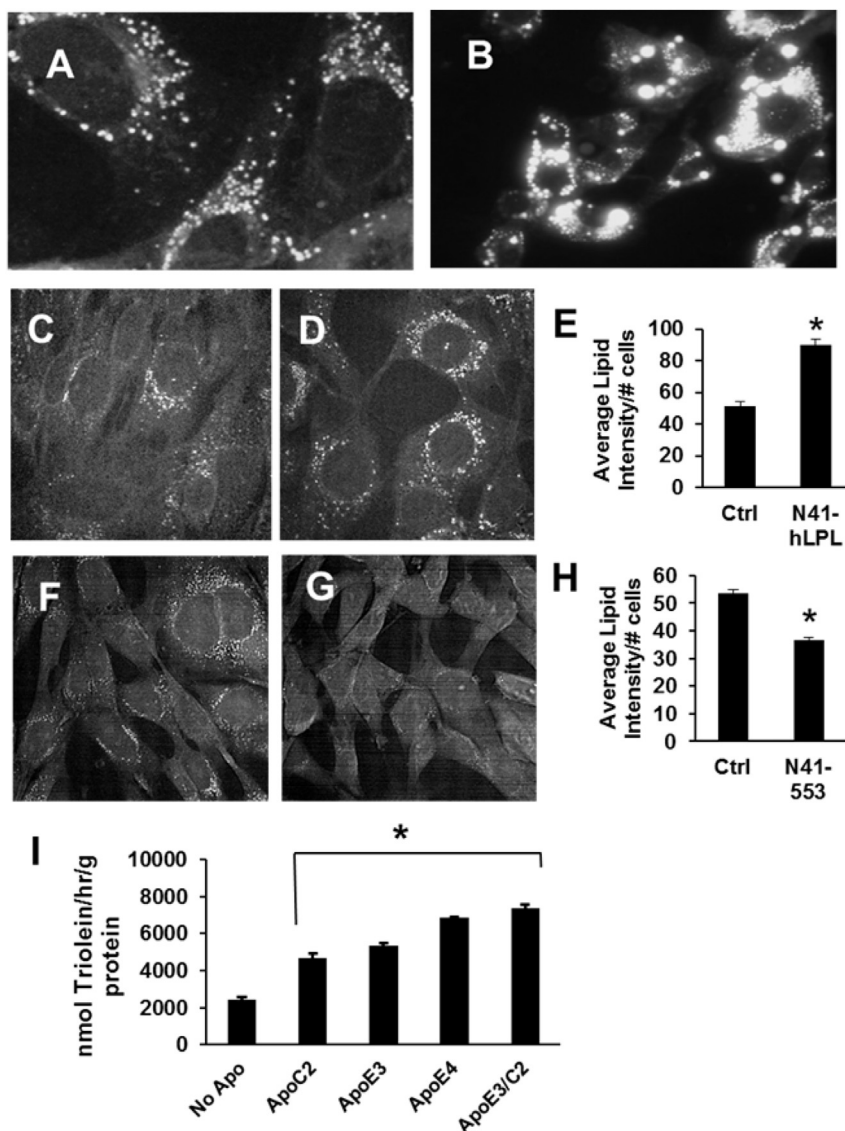 A
B
C
D
E
100
80
60
40
20
0
Average Lipid
Intensity/# cells
*
Ctrl
N41-
hLPL
F
G
H
60
50
40
30
20
10
0
Average Lipid
Intensity/# cells
*
Ctrl
N41-
553
I
10000
8000
6000
4000
2000
0
nmol Triolein/hr/g
protein
*
No Apo
ApoC2
ApoE3
ApoE4
ApoE3/C2